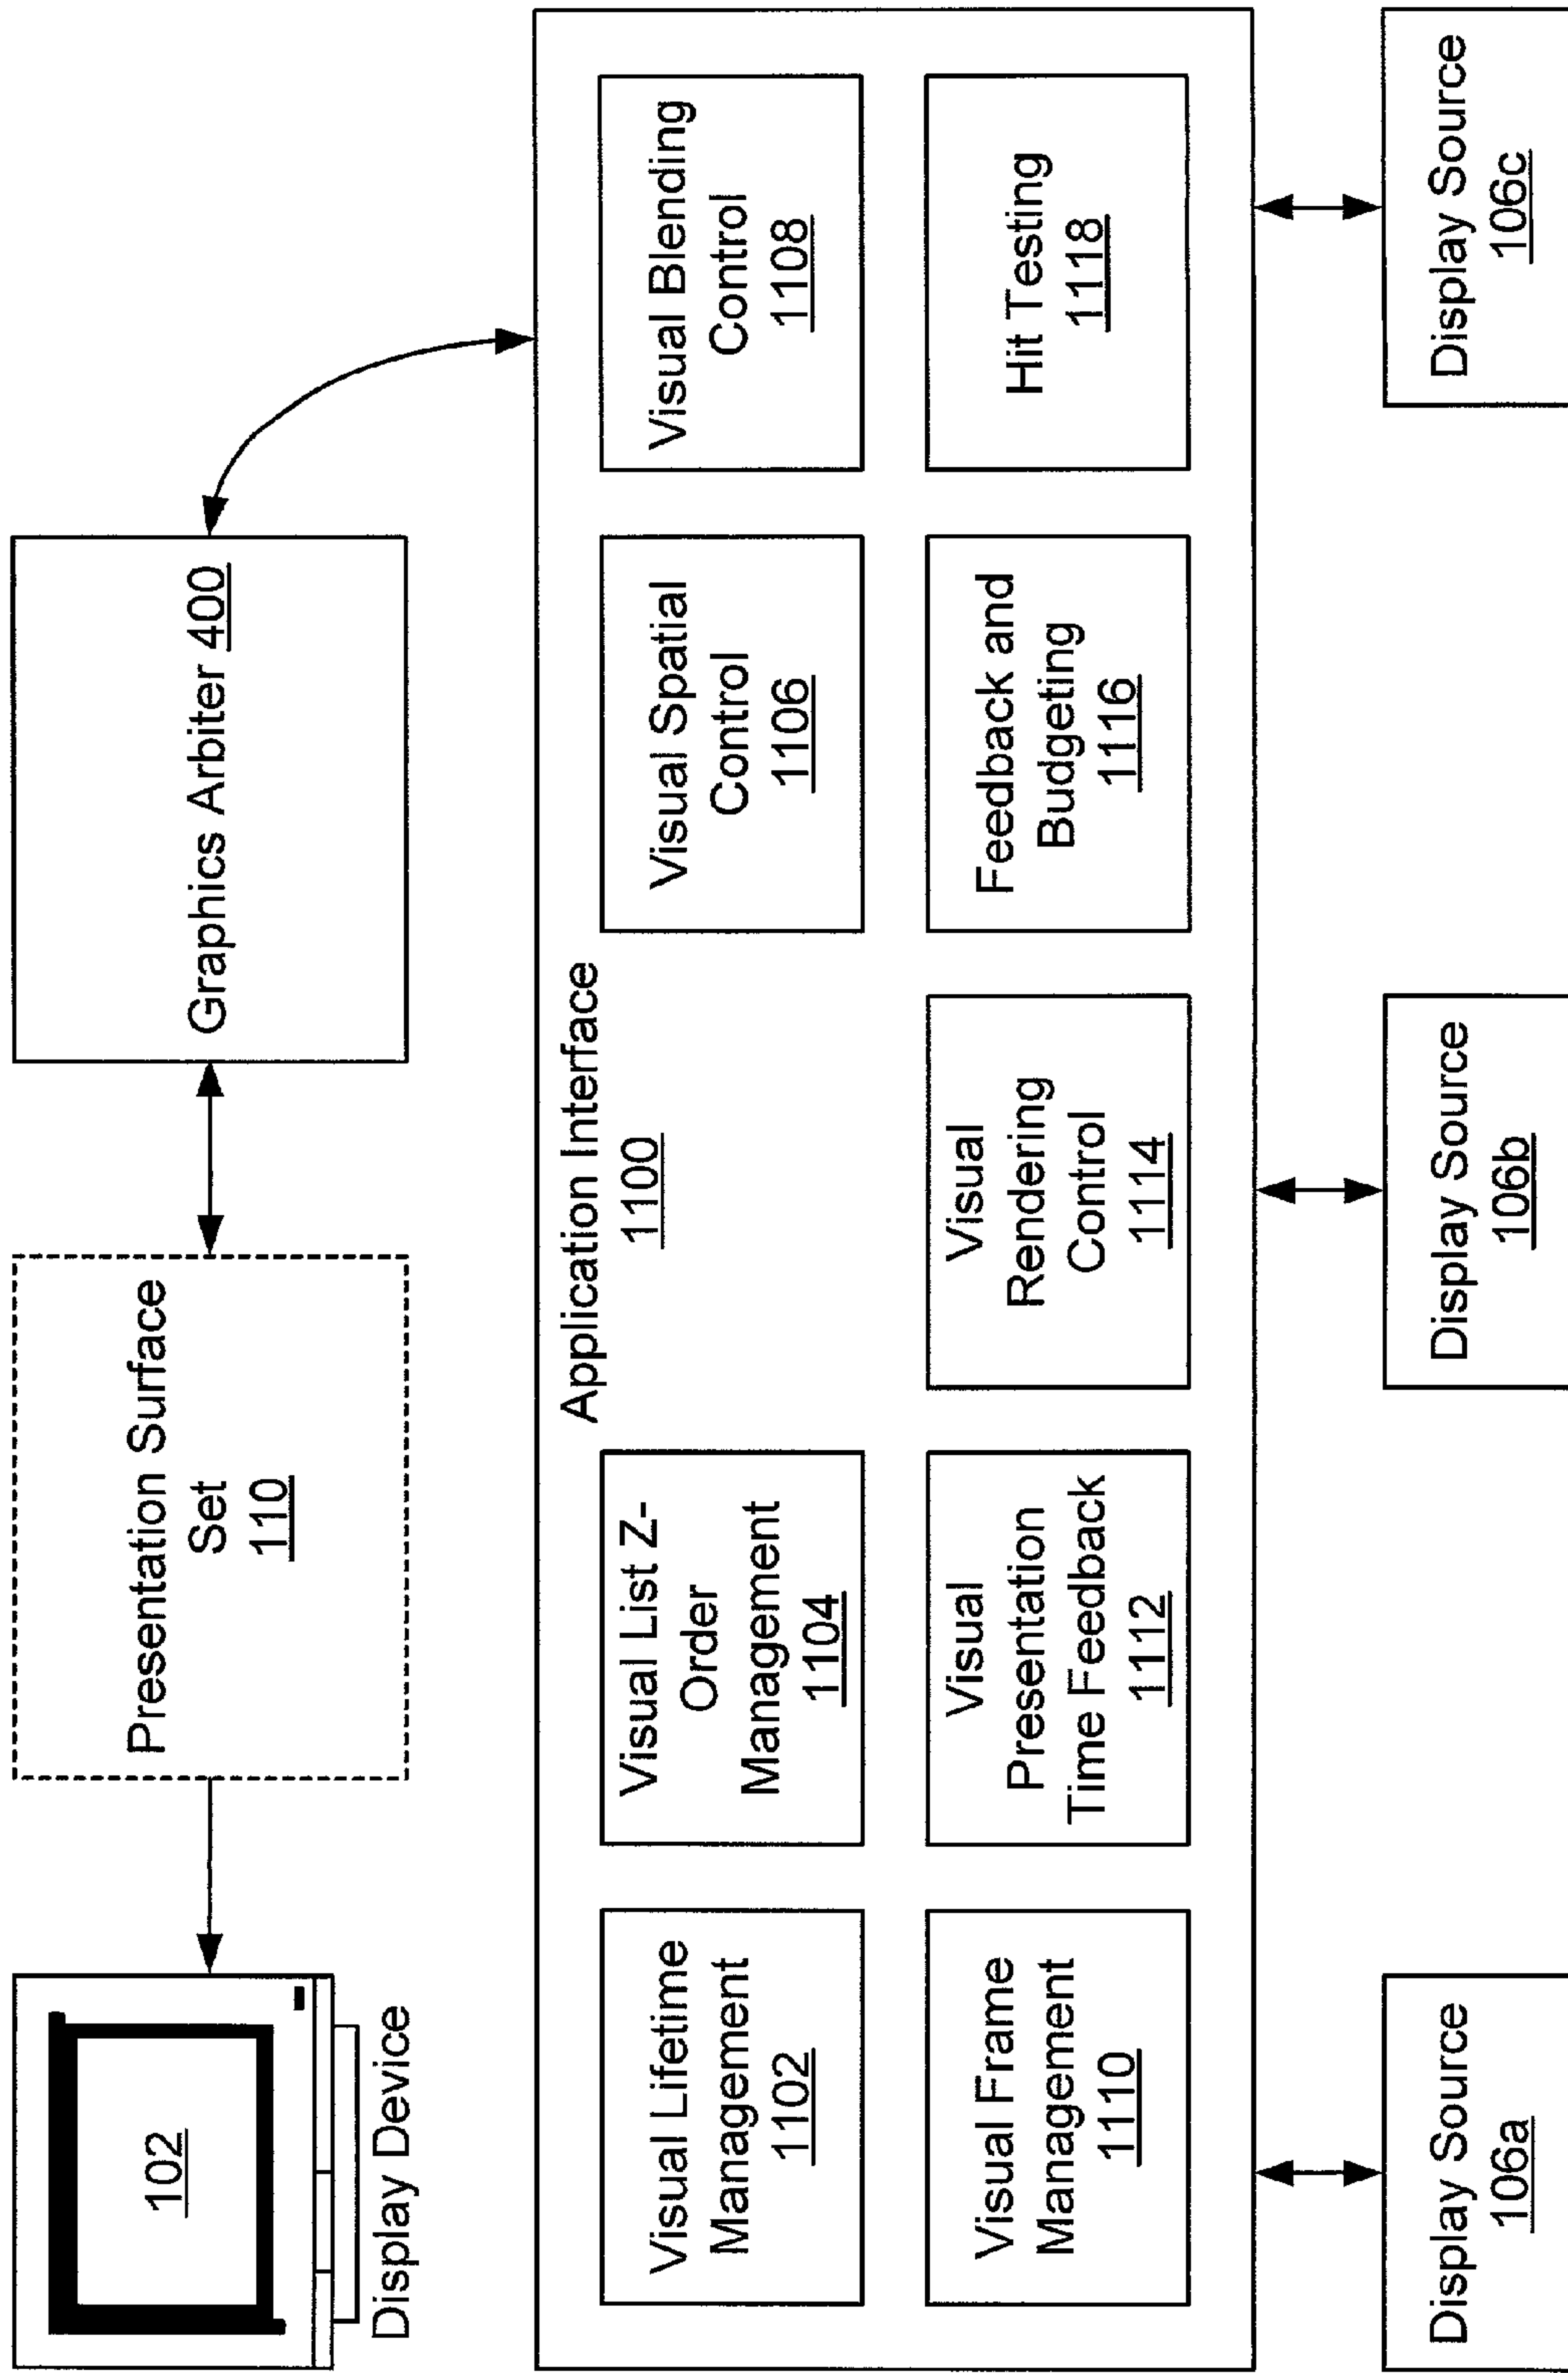 102
Display Device
Presentation Surface
Set
110
Graphics Arbiter 400
Application Interface
1100
Visual Lifetime
Management
1102
Visual List Z-
Order
Management
1104
Visual Spatial
Control
1106
Visual Blending
Control
1108
Visual Frame
Management
1110
Visual
Presentation
Time Feedback
1112
Visual
Rendering
Control
1114
Feedback and
Budgeting
1116
Hit Testing
1118
Display Source
106a
Display Source
106b
Display Source
106c